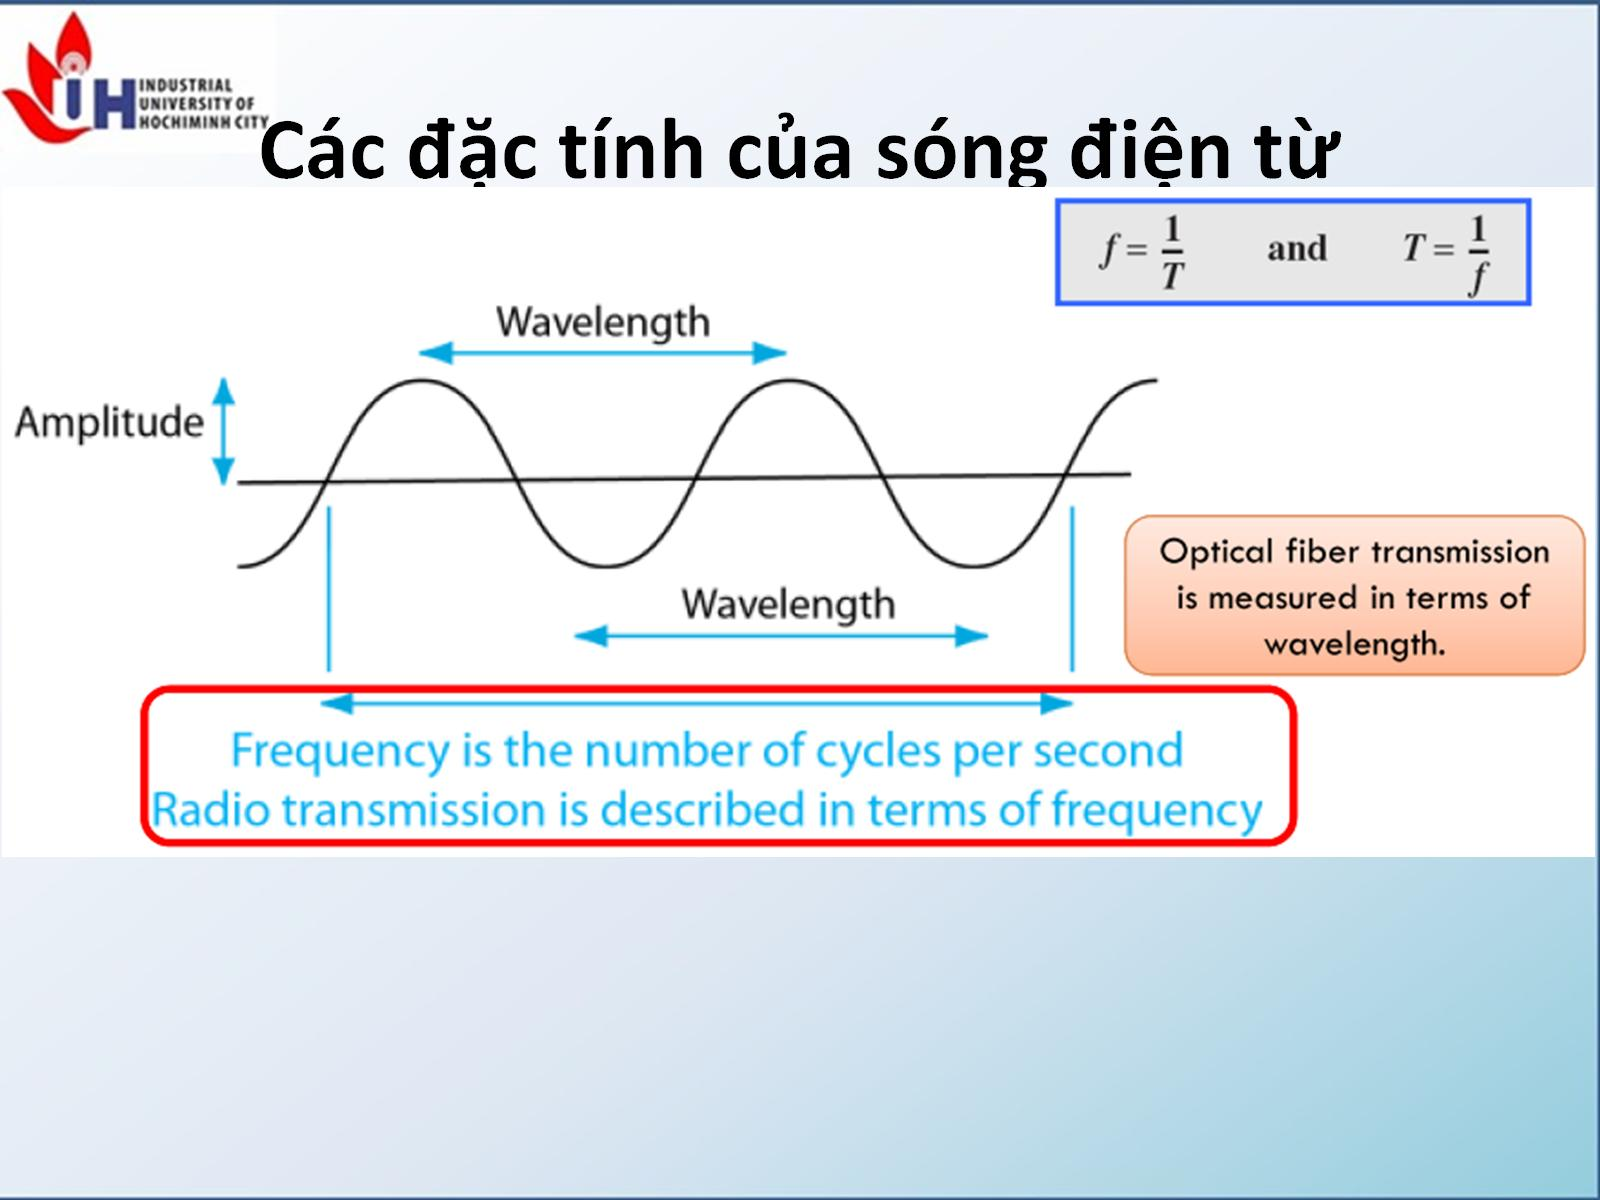 INDUSTRIAL
UNIVERSITY OF
HOCHIMINH CITY
Các đặc tính của sóng điện từ
f = 1/T and T = 1/f
Wavelength
Amplitude
Optical fiber transmission
is measured in terms of
wavelength.
Wavelength
Frequency is the number of cycles per second
Radio transmission is described in terms of frequency